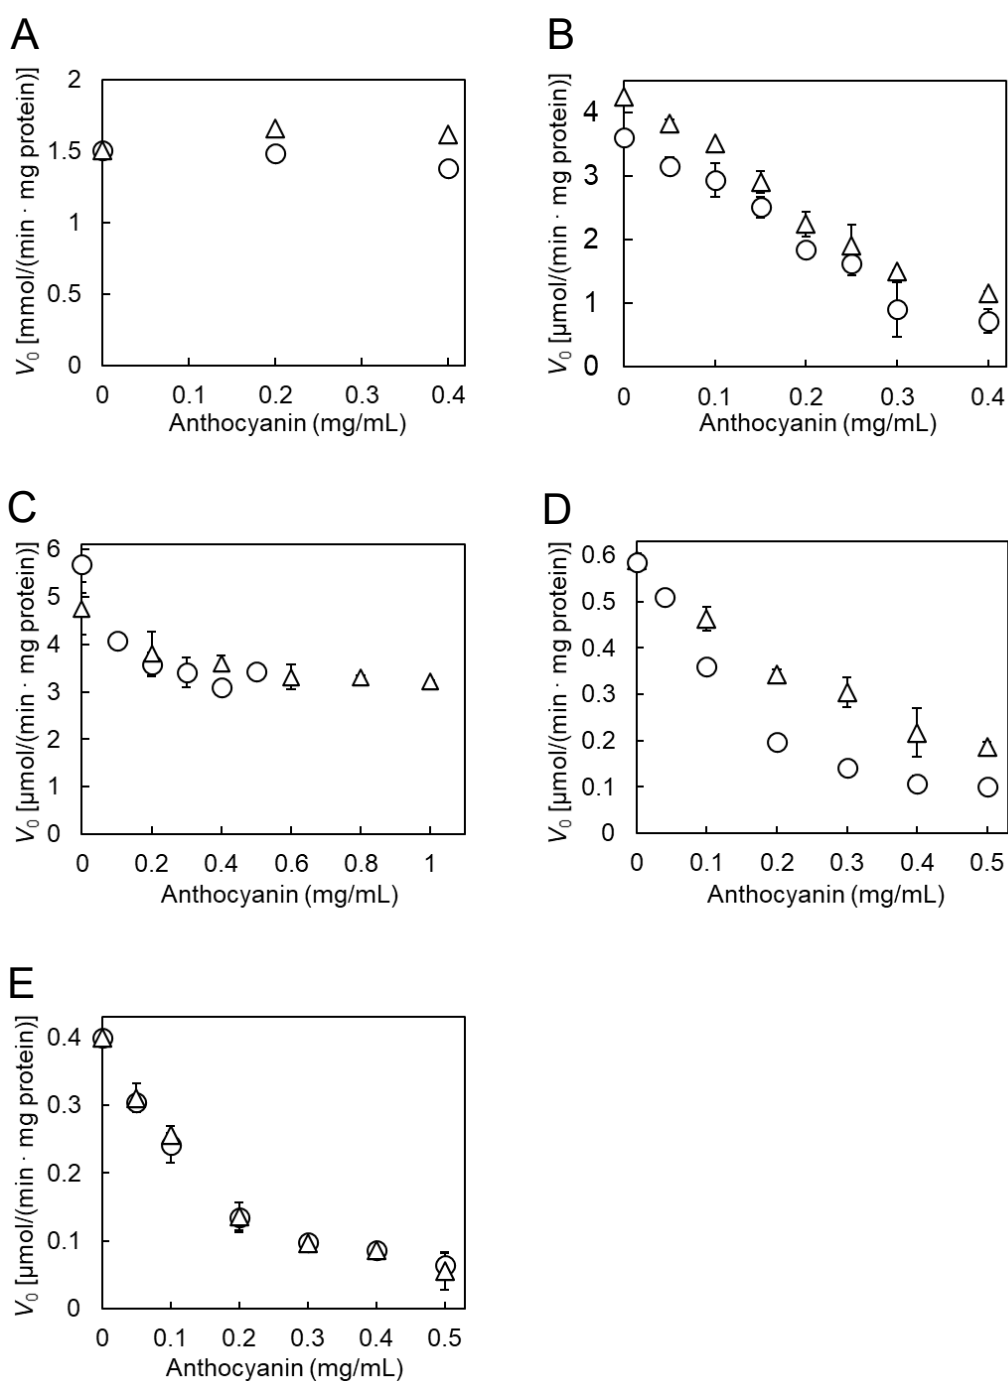 A
V0 [mmol/(min · mg protein)]
2
1.5
1
0.5
0
0 0.1 0.2 0.3 0.4
Anthocyanin (mg/mL)
B
V0 [μmol/(min · mg protein)]
4
3
2
1
0
0 0.1 0.2 0.3 0.4
Anthocyanin (mg/mL)
C
V0 [μmol/(min · mg protein)]
6
5
4
3
2
1
0
0 0.2 0.4 0.6 0.8 1
Anthocyanin (mg/mL)
D
V0 [μmol/(min · mg protein)]
0.6
0.5
0.4
0.3
0.2
0.1
0
0 0.1 0.2 0.3 0.4 0.5
Anthocyanin (mg/mL)
E
V0 [μmol/(min · mg protein)]
0.4
0.3
0.2
0.1
0
0 0.1 0.2 0.3 0.4 0.5
Anthocyanin (mg/mL)